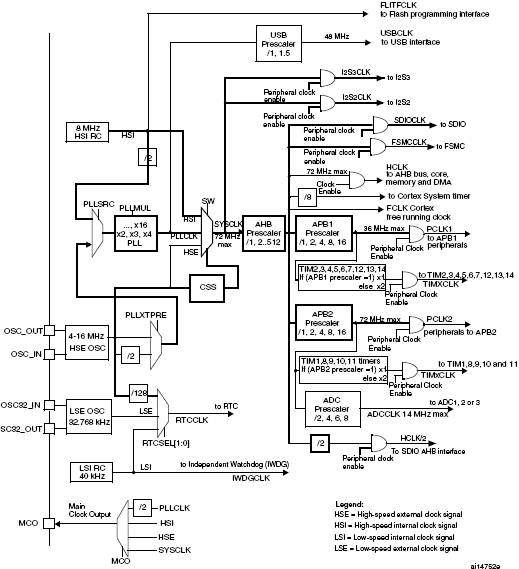 FLITFCLK
to Flash programming interface
USB
Prescaler
/1, 1.5
48 MHz
USBCLK
to USB interface
I2S3CLK
to I2S3
Peripheral clock
enable
I2S2CLK
to I2S2
Peripheral clock
enable
SDIOCLK
to SDIO
Peripheral clock
enable
FSMCCLK
to FSMC
Peripheral clock
enable
8 MHz
HSI RC
HSI
/2
HCLK
to AHB bus, core,
memory and DMA
72 MHz max
Clock
Enable
/8
to Cortex System timer
FCLK Cortex
free running clock
PLLSRC
PLLMUL
..., x16
x2, x3, x4
PLL
SW
HSI
PLLCLK
HSE
SYSCLK
72 MHz
max
AHB
Prescaler
/1, 2..512
APB1
Prescaler
/1, 2, 4, 8, 16
36 MHz max
PCLK1
to APB1
peripherals
Peripheral Clock
Enable
CSS
TIM2,3,4,5,6,7,12,13,14
If (APB1 prescaler =1) x1
else x2
to TIM2,3,4,5,6,7,12,13,14
TIMXCLK
Peripheral Clock
Enable
PLLXTPRE
APB2
Prescaler
/1, 2, 4, 8, 16
72 MHz max
PCLK2
peripherals to APB2
Peripheral Clock
Enable
OSC_OUT
OSC_IN
4-16 MHz
HSE OSC
/2
TIM1,8,9,10,11 timers
If (APB2 prescaler =1) x1
else x2
to TIM1,8,9,10 and 11
TIMxCLK
Peripheral Clock
Enable
/128
OSC32_IN
SC32_OUT
LSE OSC
32.768 kHz
LSE
to RTC
RTCCLK
RTCSEL[1:0]
ADC
Prescaler
/2, 4, 6, 8
to ADC1, 2 or 3
ADCCLK 14 MHz max
/2
HCLK/2
To SDIO AHB interface
Peripheral clock
enable
LSI RC
40 kHz
LSI
to Independent Watchdog (IWDG)
IWDGCLK
Main
Clock Output
MCO
/2
PLLCLK
HSI
HSE
SYSCLK
MCO
Legend:
HSE = High-speed external clock signal
HSI = High-speed internal clock signal
LSI = Low-speed internal clock signal
LSE = Low-speed external clock signal
ai14752e